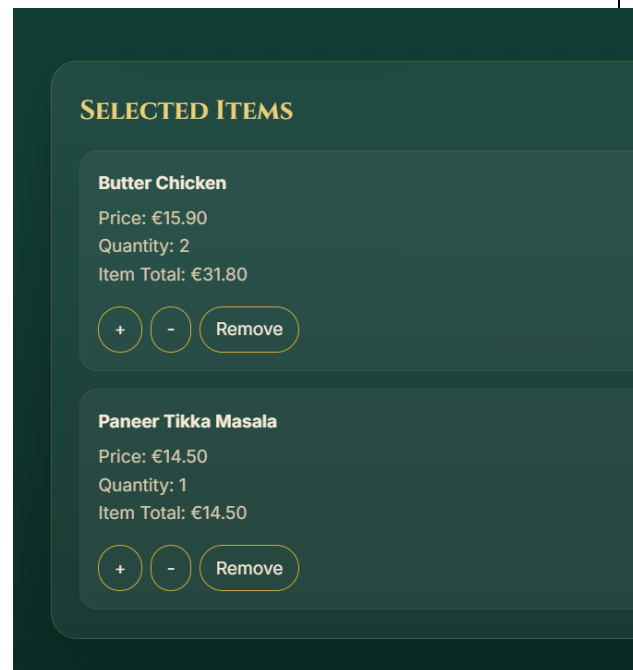 Selected Items
Butter Chicken
Price: €15.90
Quantity: 2
Item Total: €31.80
+ - Remove
Paneer Tikka Masala
Price: €14.50
Quantity: 1
Item Total: €14.50
+ - Remove